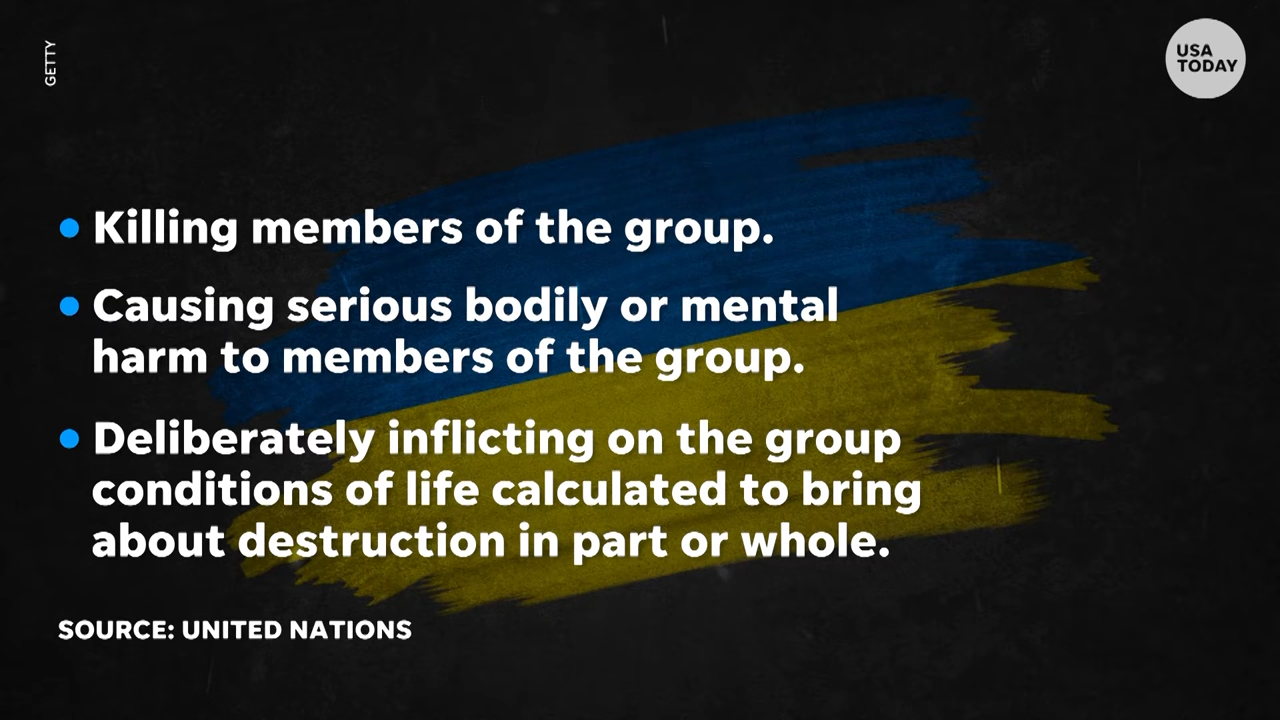 GETTY
USA
TODAY
• Killing members of the group.
• Causing serious bodily or mental
harm to members of the group.
• Deliberately inflicting on the group
conditions of life calculated to bring
about destruction in part or whole.
SOURCE: UNITED NATIONS